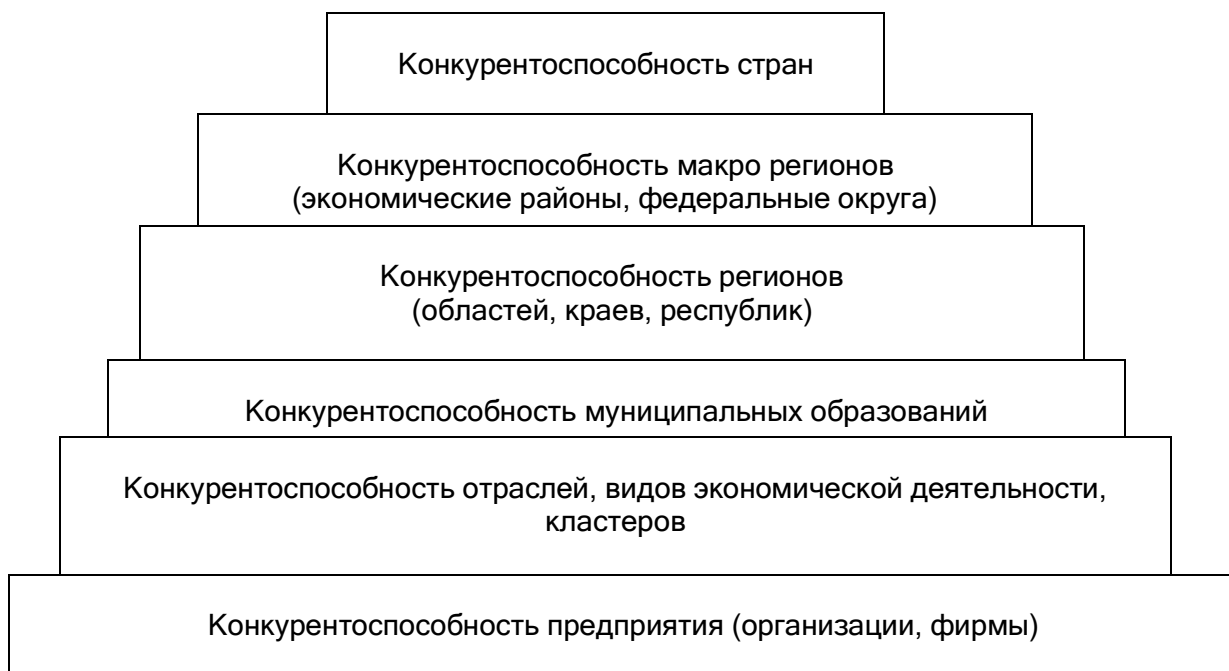 Конкурентоспособность стран
Конкурентоспособность макро регионов
(экономические районы, федеральные округа)
Конкурентоспособность регионов
(областей, краев, республик)
Конкурентоспособность муниципальных образований
Конкурентоспособность отраслей, видов экономической деятельности,
кластеров
Конкурентоспособность предприятия (организации, фирмы)